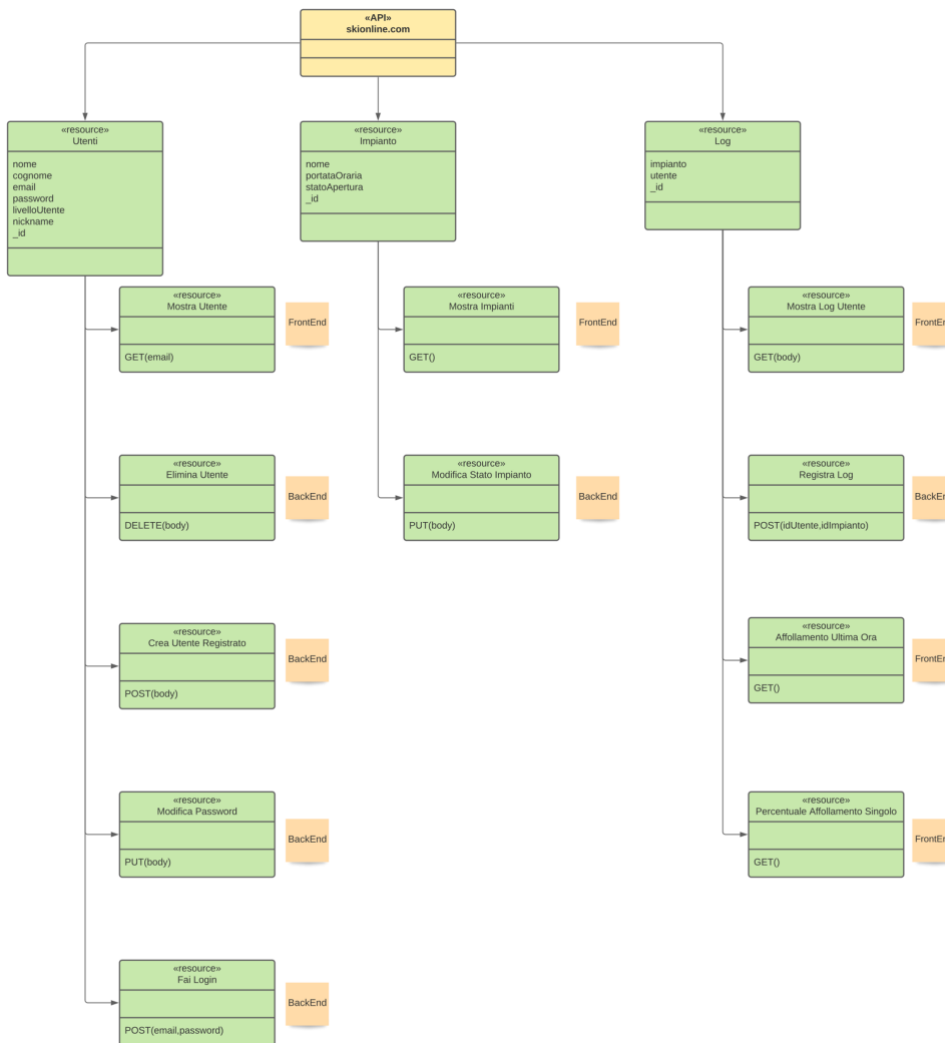 «API»
skionline.com
«resource»
Utenti
nome
cognome
email
password
livelloUtente
nickname
_id
«resource»
Impianto
nome
portataOraria
statoApertura
_id
«resource»
Log
impianto
utente
_id
«resource»
Mostra Utente
GET(email)
FrontEnd
«resource»
Mostra Impianti
GET()
FrontEnd
«resource»
Mostra Log Utente
GET(body)
FrontEn
«resource»
Elimina Utente
DELETE(body)
BackEnd
«resource»
Modifica Stato Impianto
PUT(body)
BackEnd
«resource»
Registra Log
POST(idUtente,idImpianto)
BackEn
«resource»
Crea Utente Registrato
POST(body)
BackEnd
«resource»
Affollamento Ultima Ora
GET()
FrontEn
«resource»
Modifica Password
PUT(body)
BackEnd
«resource»
Percentuale Affollamento Singolo
GET()
FrontEn
«resource»
Fai Login
POST(email,password)
BackEnd